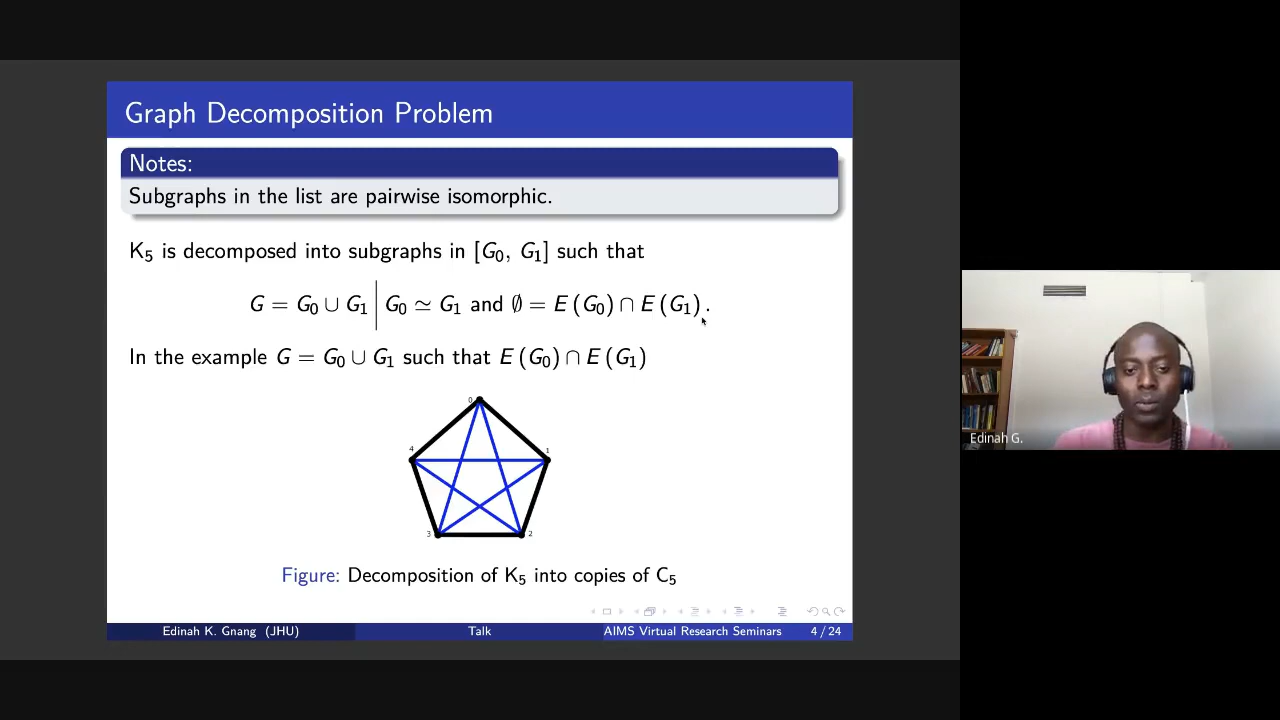 Graph Decomposition Problem
Notes:
Subgraphs in the list are pairwise isomorphic.
K₅ is decomposed into subgraphs in [G₀, G₁] such that
G = G₀ ∪ G₁ | G₀ ≃ G₁ and ∅ = E (G₀) ∩ E (G₁) .
In the example G = G₀ ∪ G₁ such that E (G₀) ∩ E (G₁)
0
4
1
3
2
Figure: Decomposition of K₅ into copies of C₅
Edinah K. Gnang (JHU)
Talk
AIMS Virtual Research Seminars
4 / 24
Edinah G.